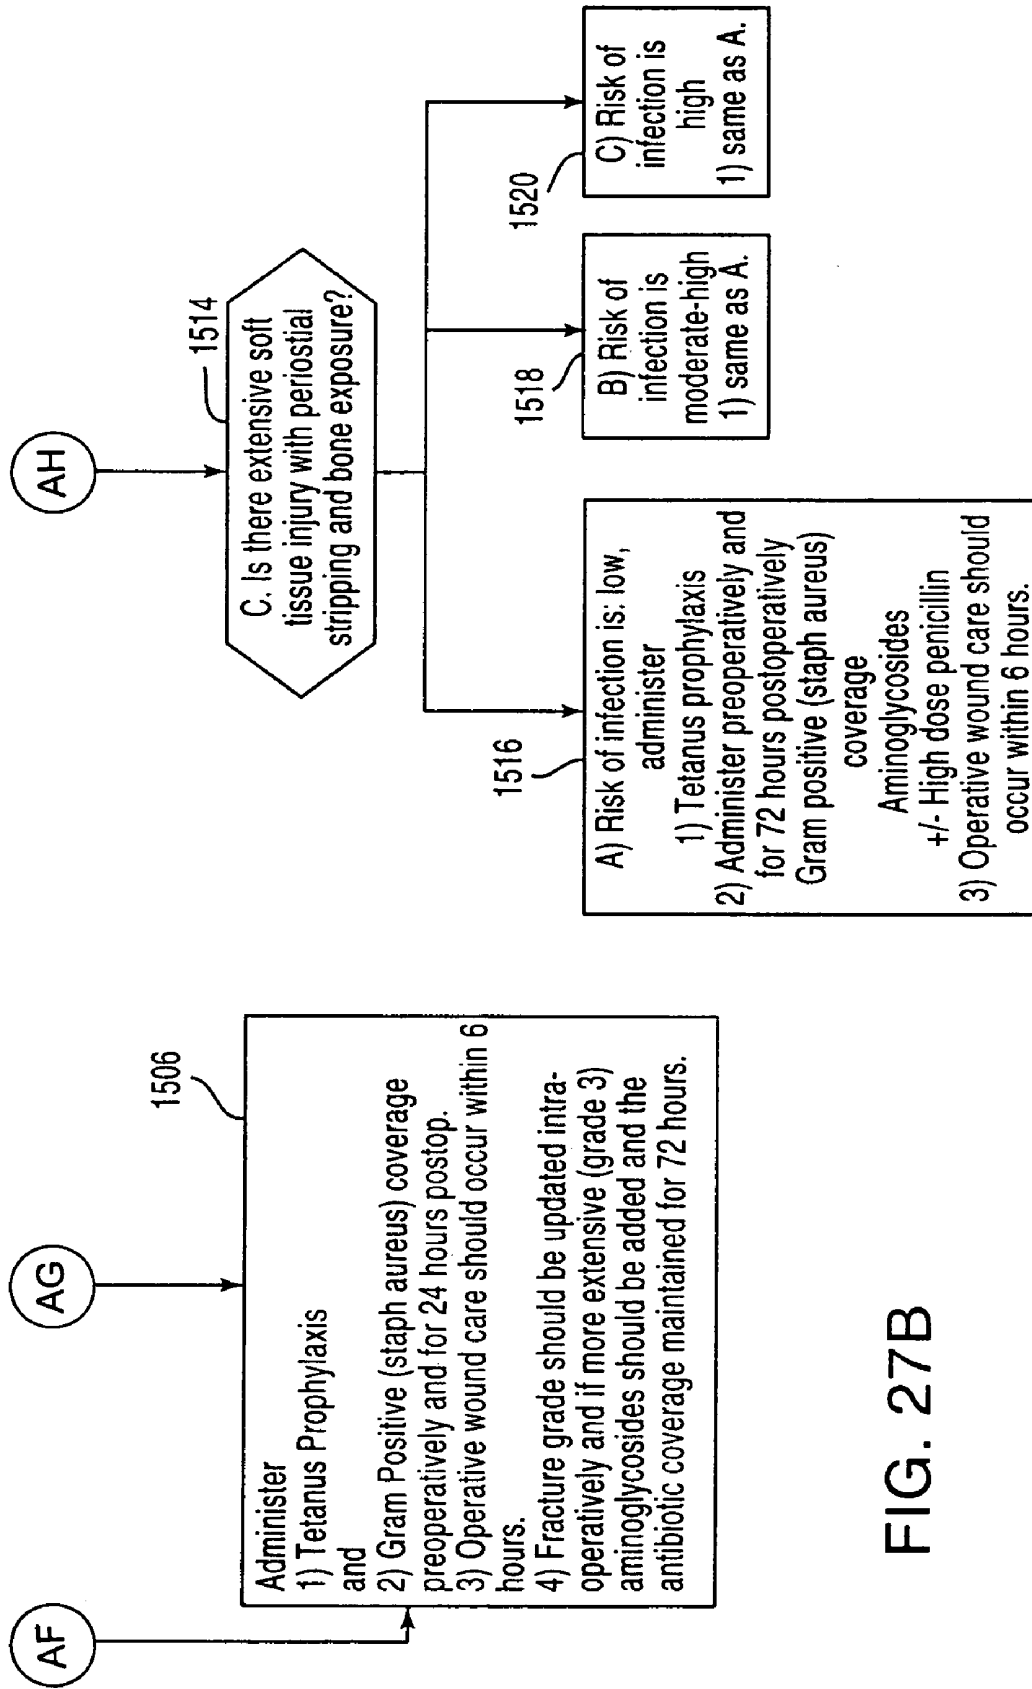 AF
AG
AH
1506
Administer
1) Tetanus Prophylaxis
and
2) Gram Positive (staph aureus) coverage
preoperatively and for 24 hours postop.
3) Operative wound care should occur within 6
hours.
4) Fracture grade should be updated intra-
operatively and if more extensive (grade 3)
aminoglycosides should be added and the
antibiotic coverage maintained for 72 hours.
1514
C. Is there extensive soft
tissue injury with periostial
stripping and bone exposure?
1516
A) Risk of infection is: low,
administer
1) Tetanus prophylaxis
2) Administer preoperatively and
for 72 hours postoperatively
Gram positive (staph aureus)
coverage
Aminoglycosides
+/- High dose penicillin
3) Operative wound care should
occur within 6 hours.
1518
B) Risk of
infection is
moderate-high
1) same as A.
1520
C) Risk of
infection is
high
1) same as A.
FIG. 27B